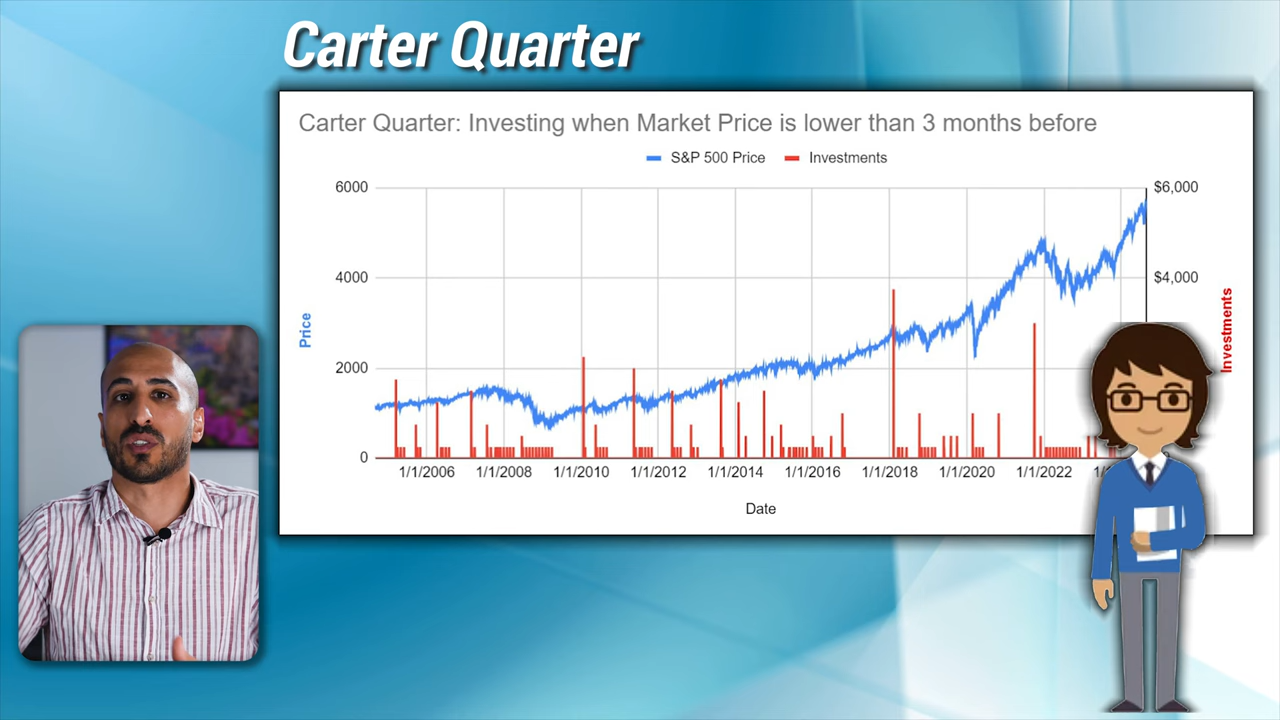 Carter Quarter
Carter Quarter: Investing when Market Price is lower than 3 months before
S&P 500 Price Investments
6000 $6,000
4000 $4,000
2000
0
Price
Investments
1/1/2006 1/1/2008 1/1/2010 1/1/2012 1/1/2014 1/1/2016 1/1/2018 1/1/2020 1/1/2022
Date